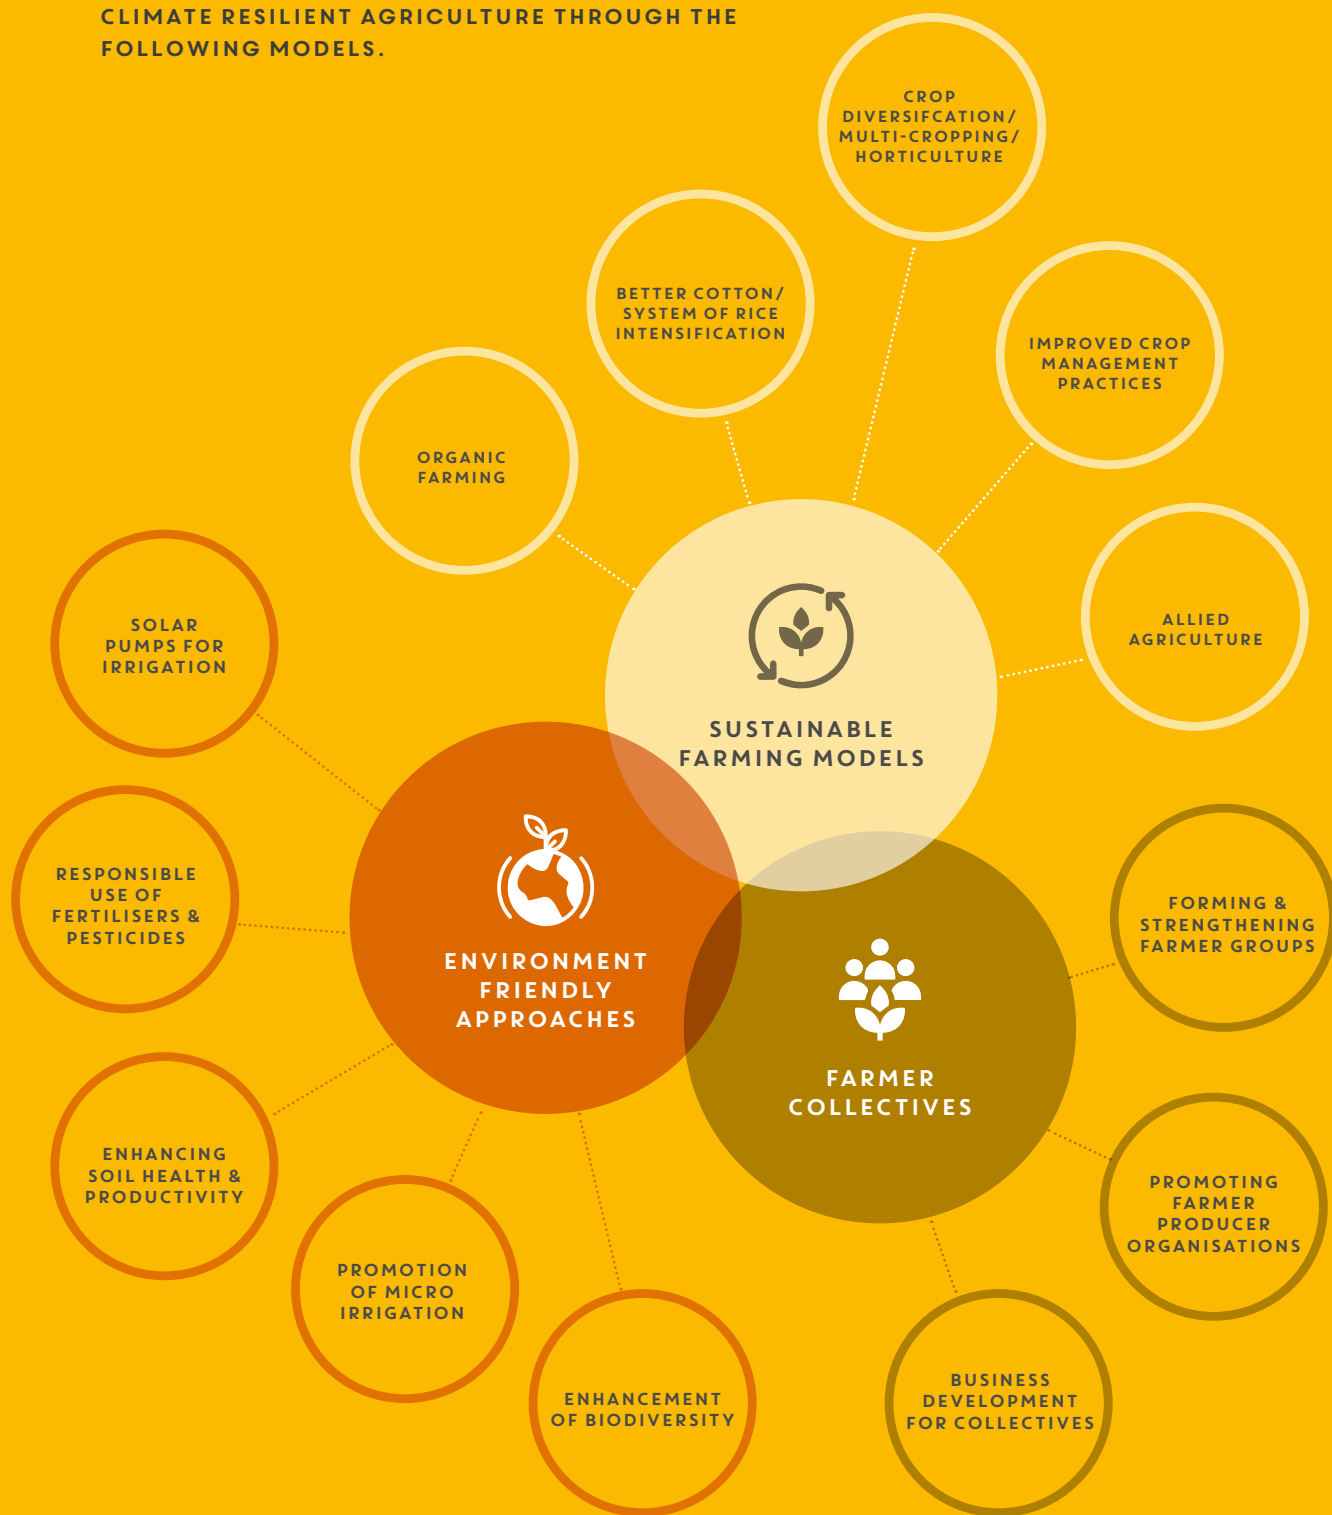 CLIMATE RESILIENT AGRICULTURE THROUGH THE
FOLLOWING MODELS.
CROP
DIVERSIFCATION/
MULTI-CROPPING/
HORTICULTURE
BETTER COTTON/
SYSTEM OF RICE
INTENSIFICATION
IMPROVED CROP
MANAGEMENT
PRACTICES
ORGANIC
FARMING
ALLIED
AGRICULTURE
SOLAR
PUMPS FOR
IRRIGATION
SUSTAINABLE
FARMING MODELS
RESPONSIBLE
USE OF
FERTILISERS &
PESTICIDES
ENVIRONMENT
FRIENDLY
APPROACHES
FORMING &
STRENGTHENING
FARMER GROUPS
FARMER
COLLECTIVES
ENHANCING
SOIL HEALTH &
PRODUCTIVITY
PROMOTING
FARMER
PRODUCER
ORGANISATIONS
PROMOTION
OF MICRO
IRRIGATION
ENHANCEMENT
OF BIODIVERSITY
BUSINESS
DEVELOPMENT
FOR COLLECTIVES